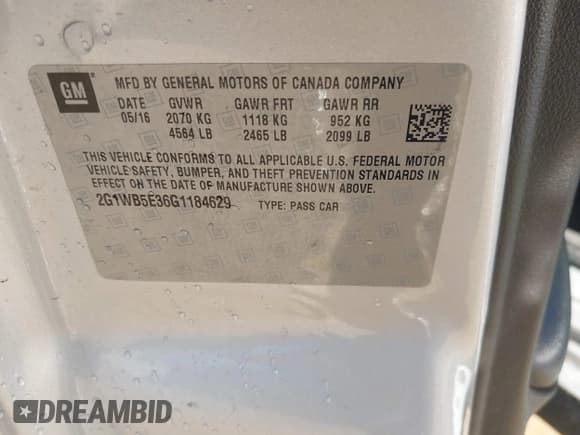 GM
MFD BY GENERAL MOTORS OF CANADA COMPANY
DATE GVWR GAWR FRT GAWR RR
05/16 2070 KG 1118 KG 952 KG
4564 LB 2465 LB 2099 LB
THIS VEHICLE CONFORMS TO ALL APPLICABLE U.S. FEDERAL MOTOR
VEHICLE SAFETY, BUMPER, AND THEFT PREVENTION STANDARDS IN
EFFECT ON THE DATE OF MANUFACTURE SHOWN ABOVE.
2G1WB5E36G1184629 TYPE: PASS CAR
DREAMBID